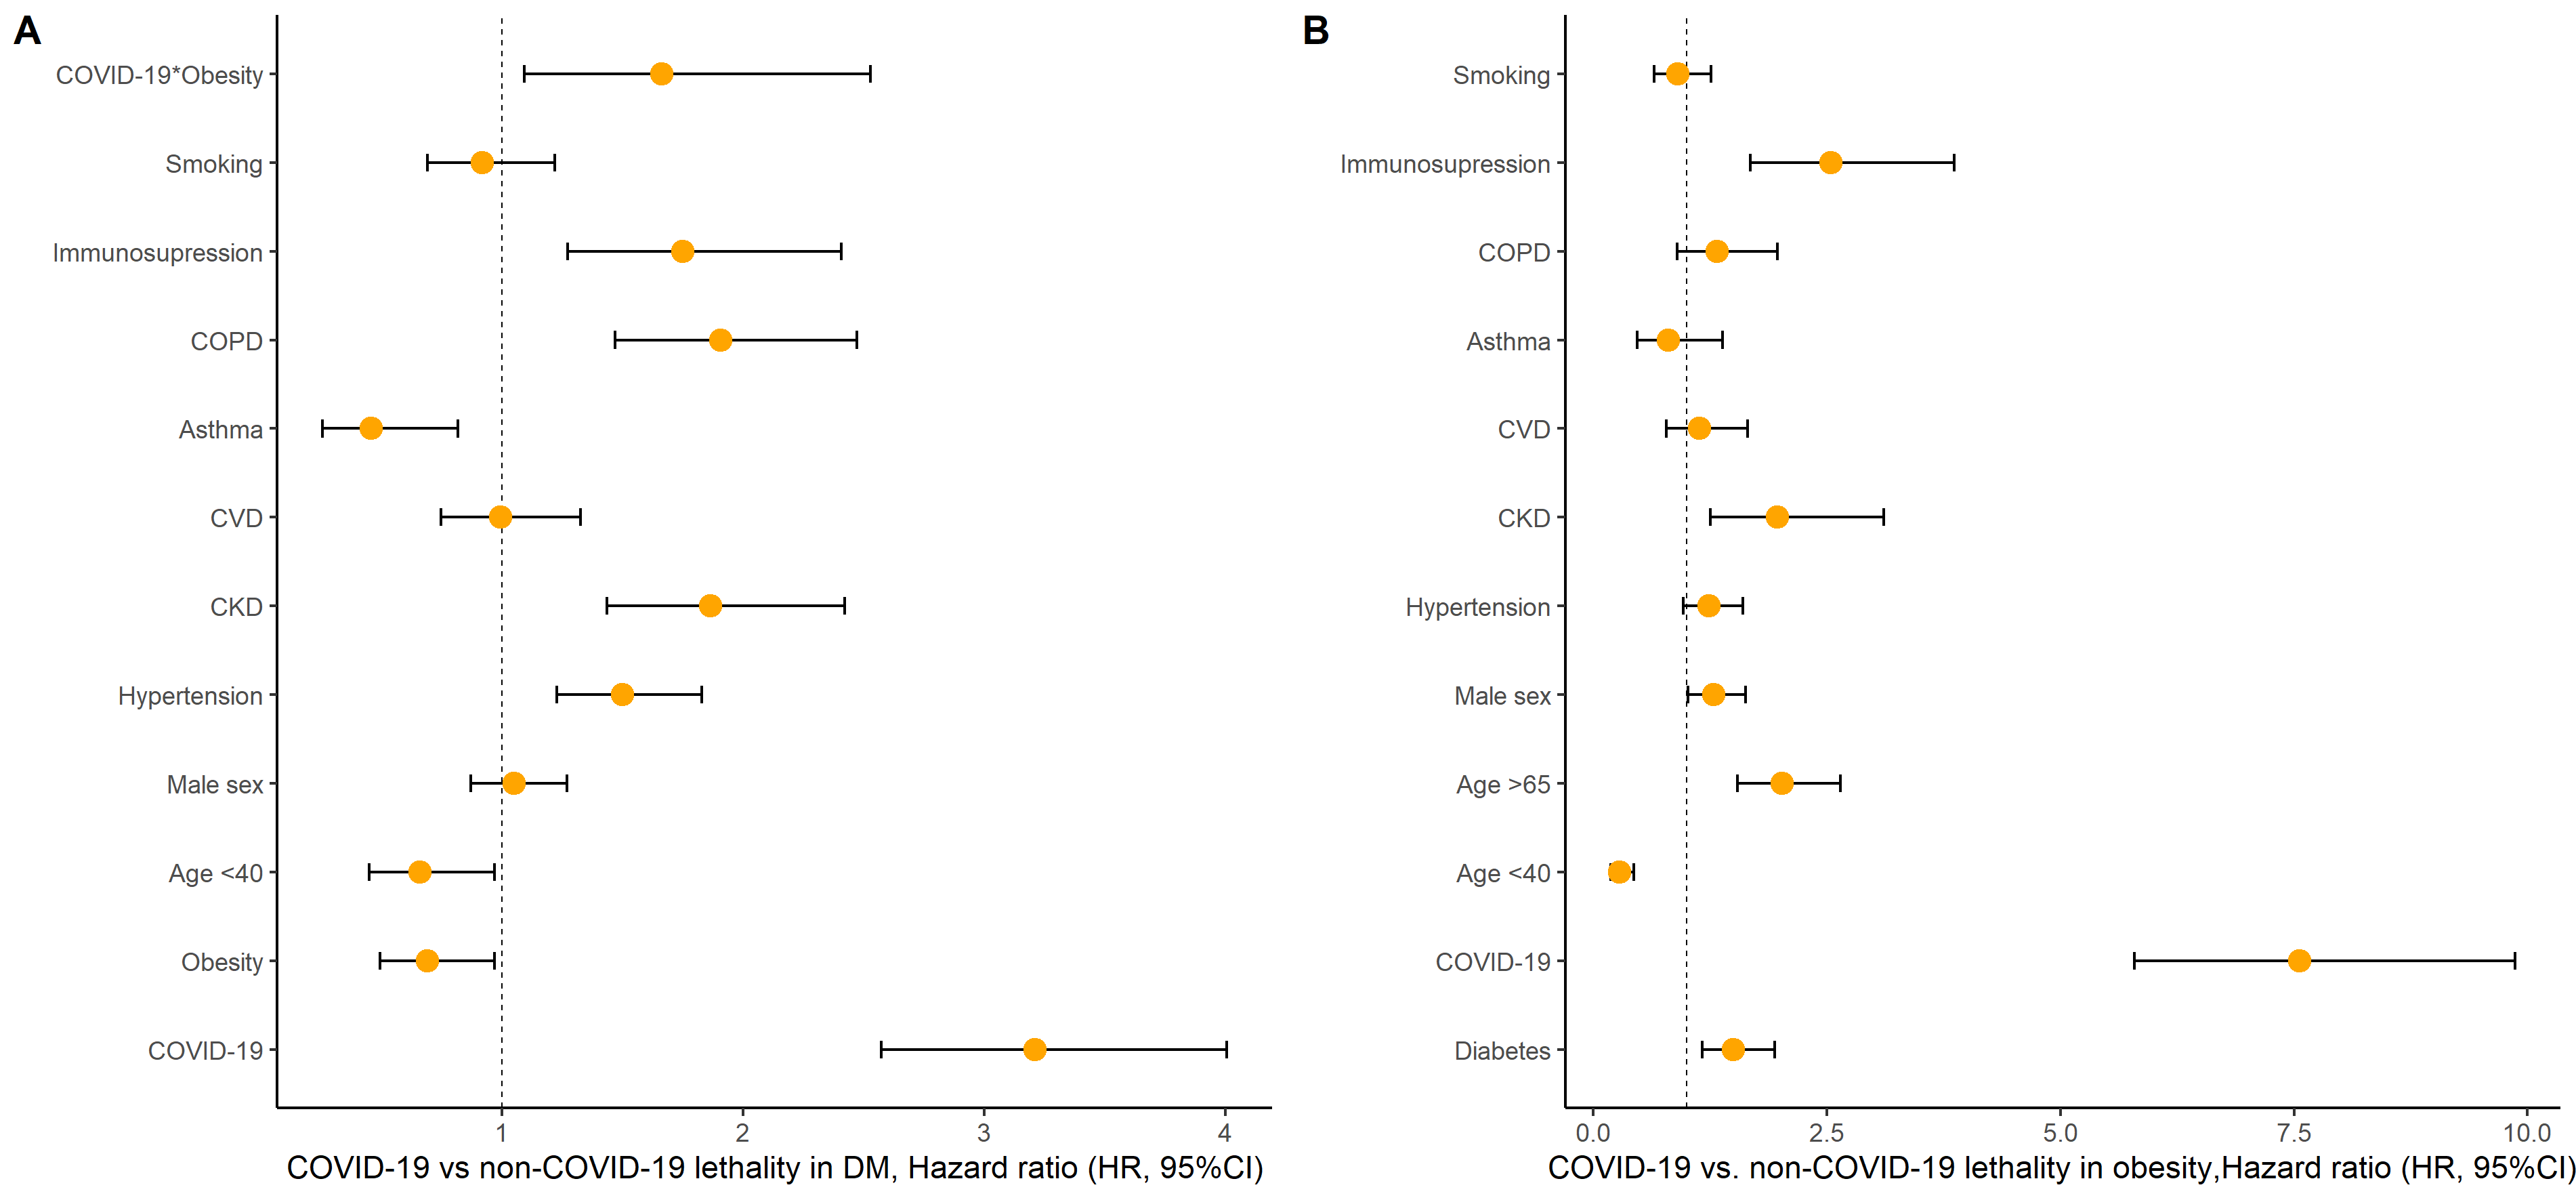 A
COVID-19*Obesity
Smoking
Immunosupression
COPD
Asthma
CVD
CKD
Hypertension
Male sex
Age <40
Obesity
COVID-19
1 2 3 4
COVID-19 vs non-COVID-19 lethality in DM, Hazard ratio (HR, 95%CI)
B
Smoking
Immunosupression
COPD
Asthma
CVD
CKD
Hypertension
Male sex
Age >65
Age <40
COVID-19
Diabetes
0.0 2.5 5.0 7.5 10.0
COVID-19 vs. non-COVID-19 lethality in obesity,Hazard ratio (HR, 95%CI)